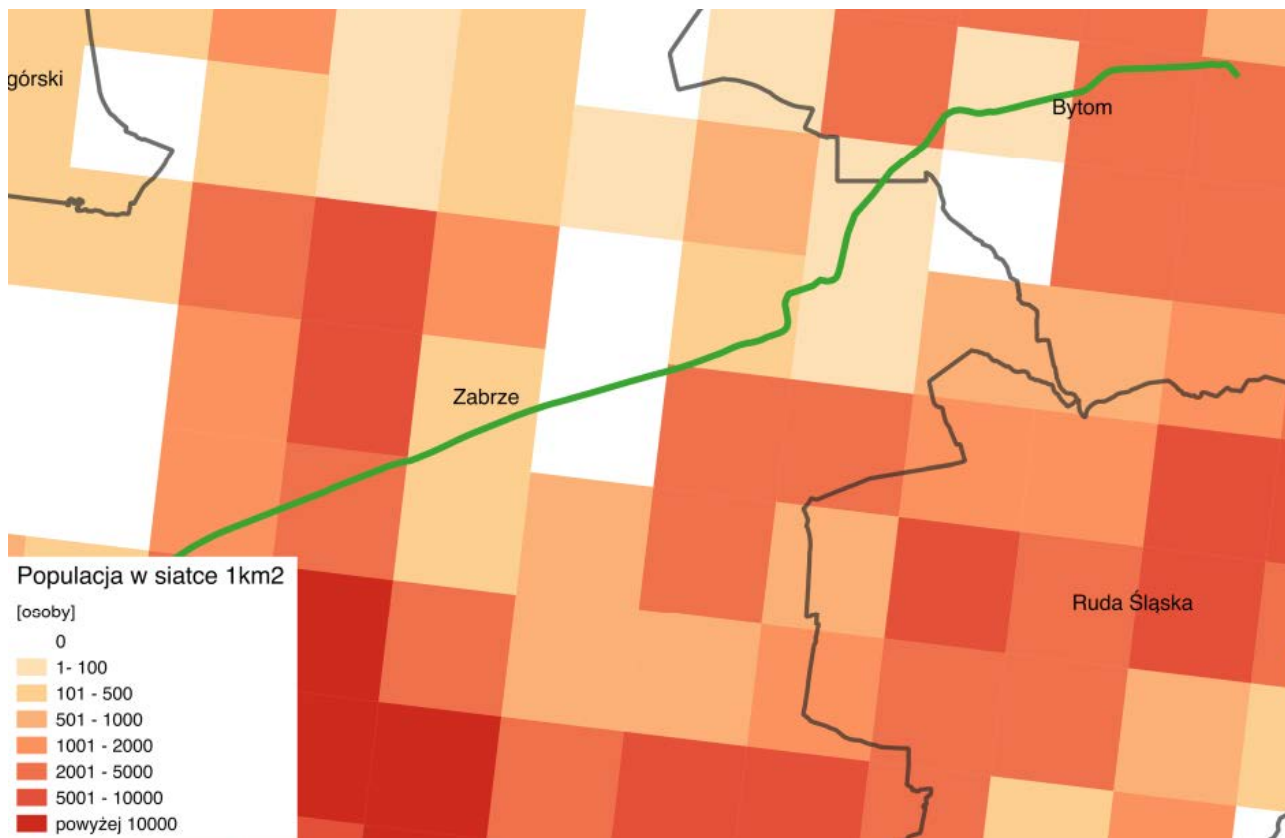 górski
Bytom
Zabrze
Ruda Śląska
Populacja w siatce 1km2
[osoby]
0
1- 100
101 - 500
501 - 1000
1001 - 2000
2001 - 5000
5001 - 10000
powyżej 10000